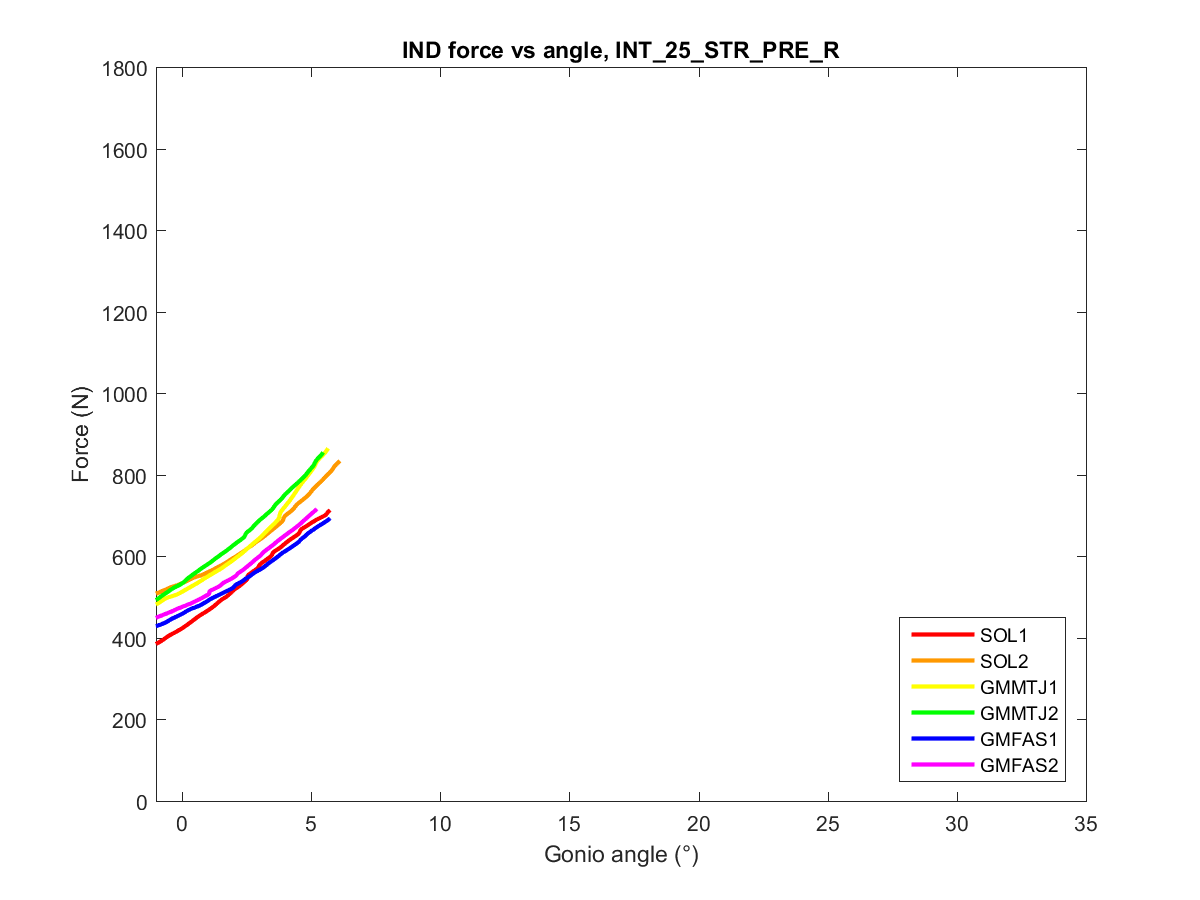 IND force vs angle, INT_25_STR_PRE_R
1800
1600
1400
1200
1000
800
600
400
200
0
Force (N)
0 5 10 15 20 25 30 35
Gonio angle (°)
SOL1
SOL2
GMMTJ1
GMMTJ2
GMFAS1
GMFAS2